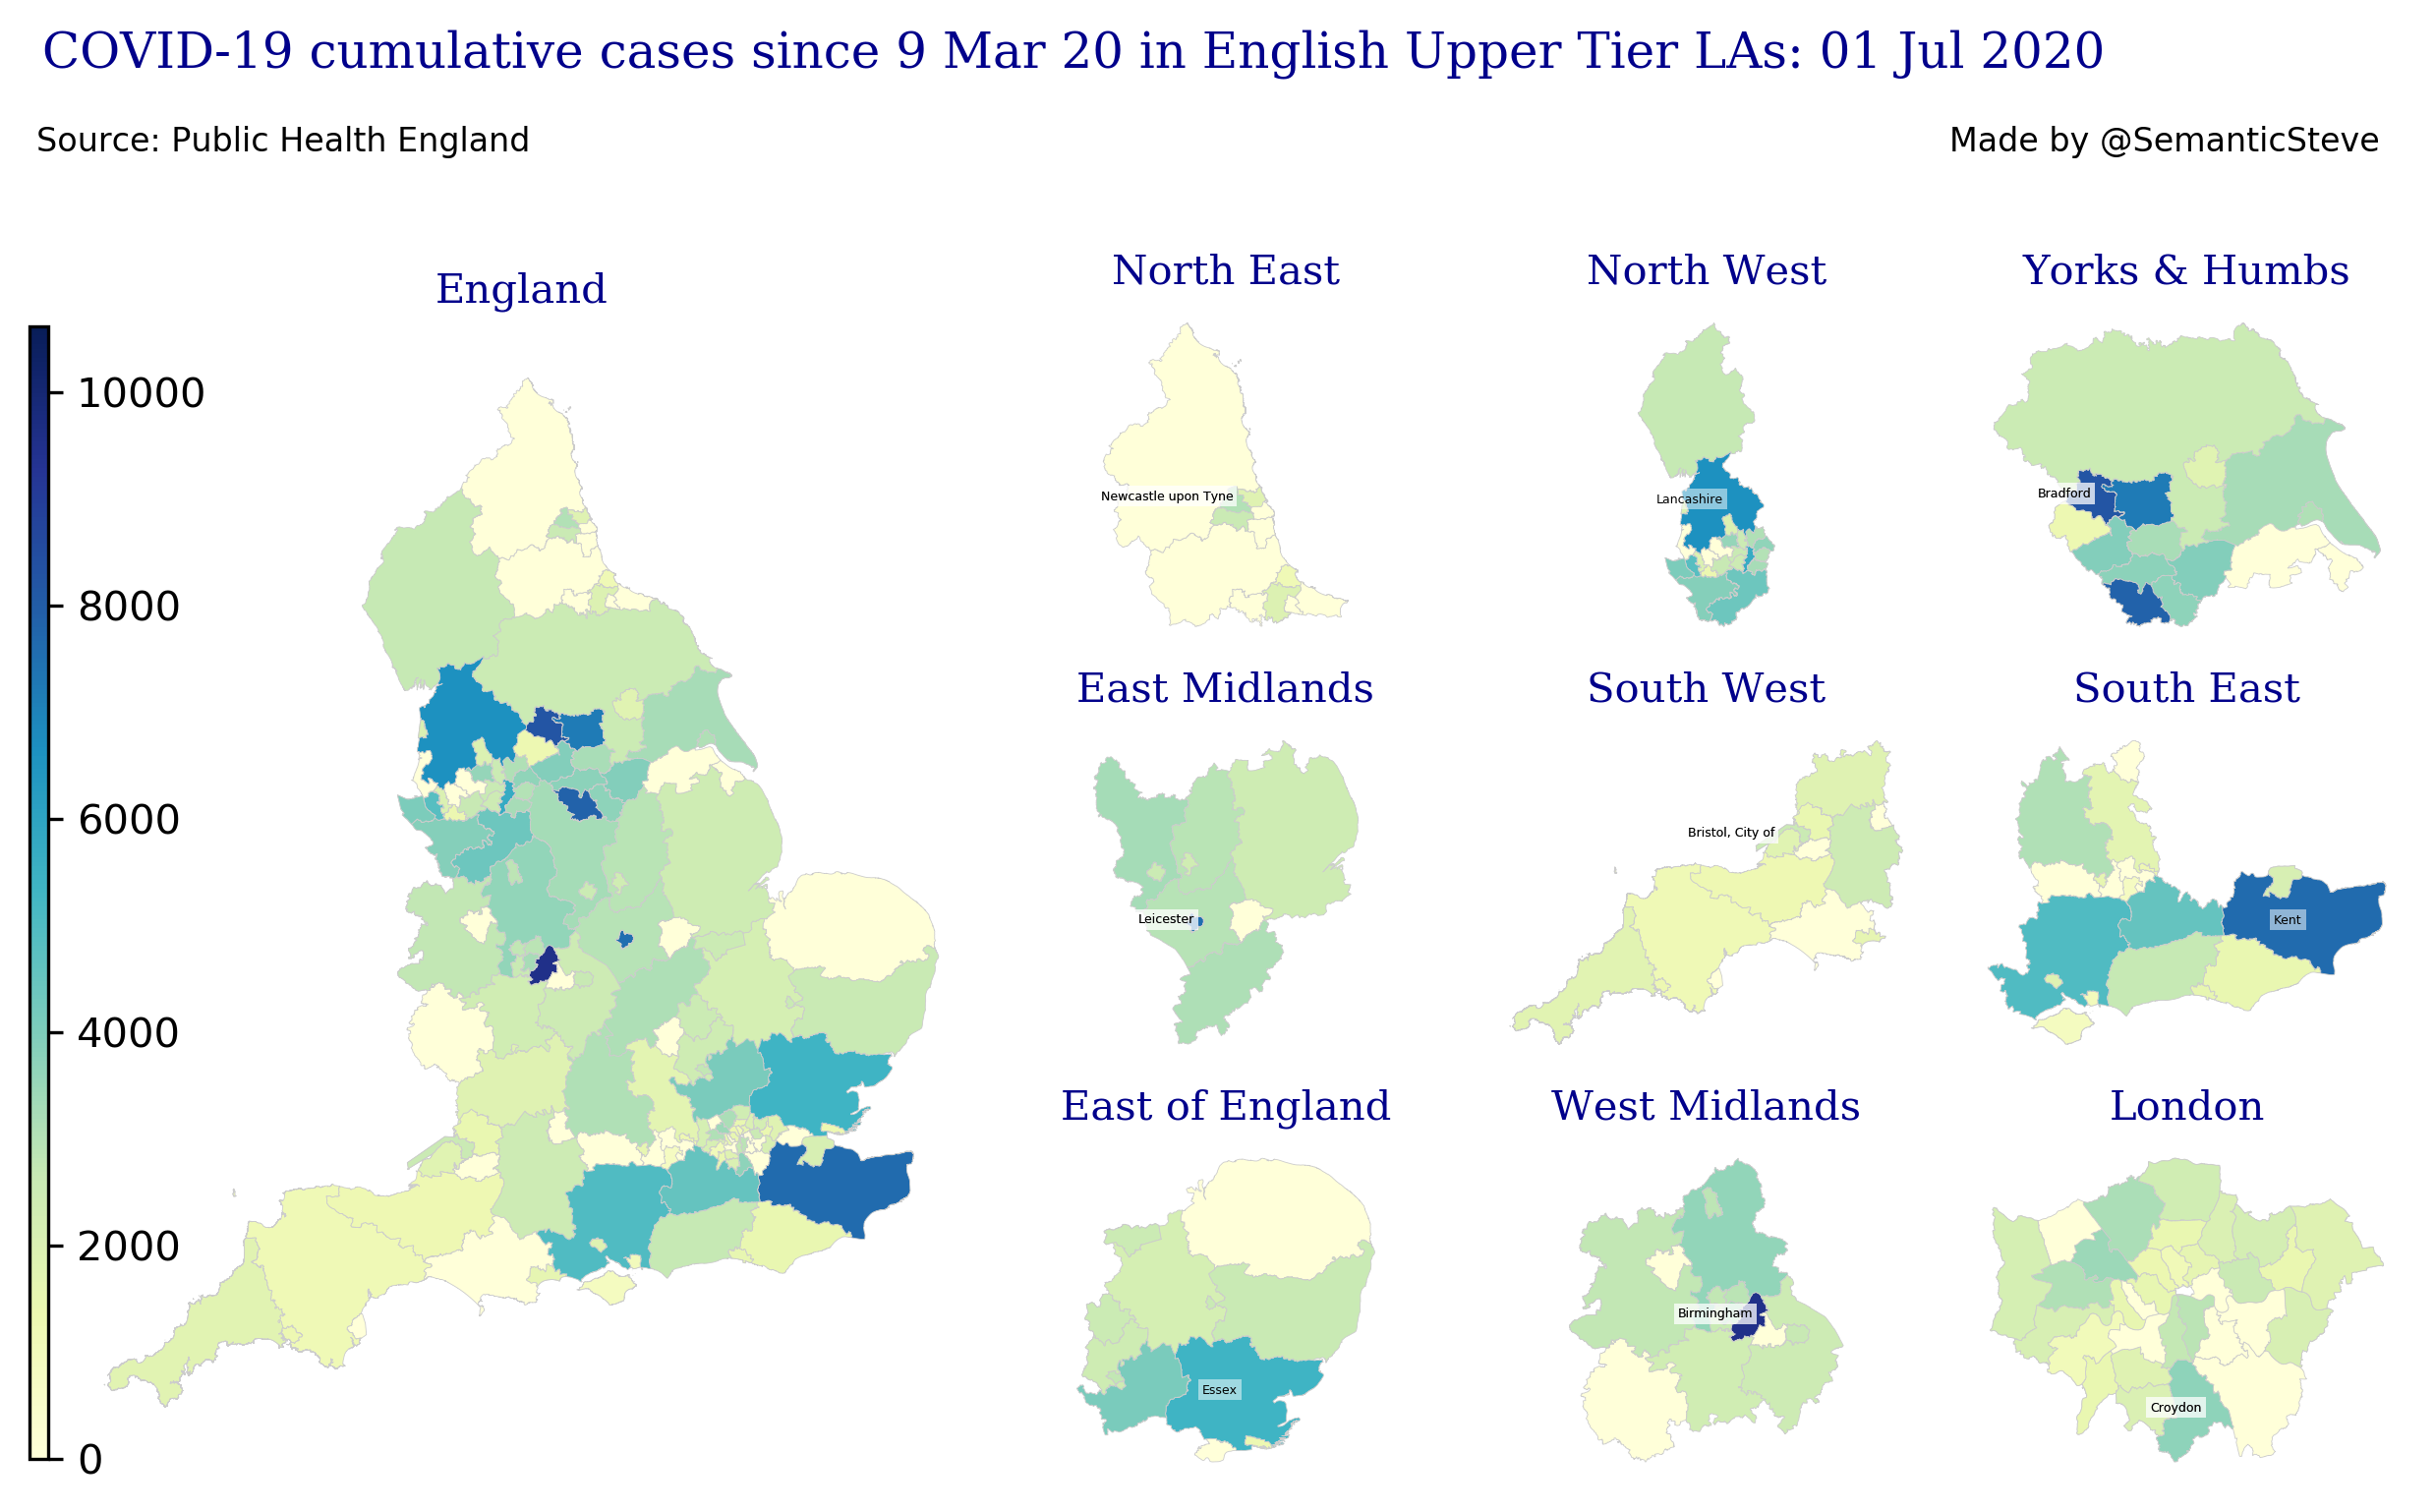 COVID-19 cumulative cases since 9 Mar 20 in English Upper Tier LAs: 01 Jul 2020
Source: Public Health England
Made by @SemanticSteve
England
10000
8000
6000
4000
2000
0
North East
Newcastle upon Tyne
North West
Lancashire
Yorks & Humbs
Bradford
East Midlands
Leicester
South West
Bristol, City of
South East
Kent
East of England
Essex
West Midlands
Birmingham
London
Croydon